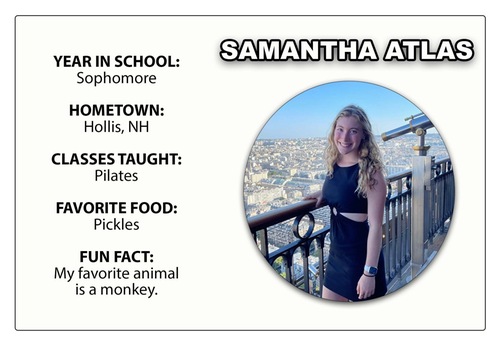 SAMANTHA ATLAS
YEAR IN SCHOOL:
Sophomore
HOMETOWN:
Hollis, NH
CLASSES TAUGHT:
Pilates
FAVORITE FOOD:
Pickles
FUN FACT:
My favorite animal
is a monkey.